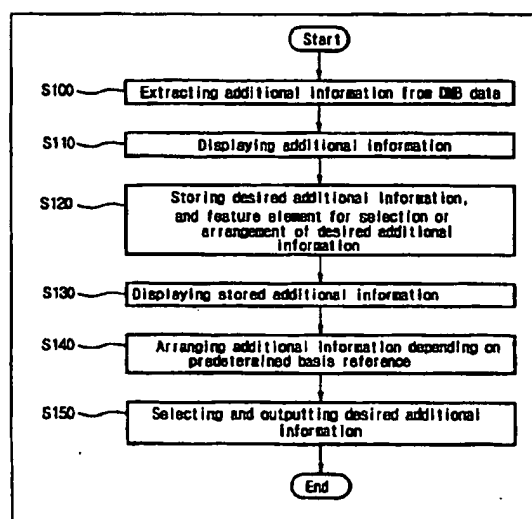 Start
S100
Extracting additional information from DMB data
S110
Displaying additional information
S120
Storing desired additional information,
and feature element for selection or
arrangement of desired additional
information
S130
Displaying stored additional information
S140
Arranging additional information depending on
predetermined basis reference
S150
Selecting and outputting desired additional
information
End